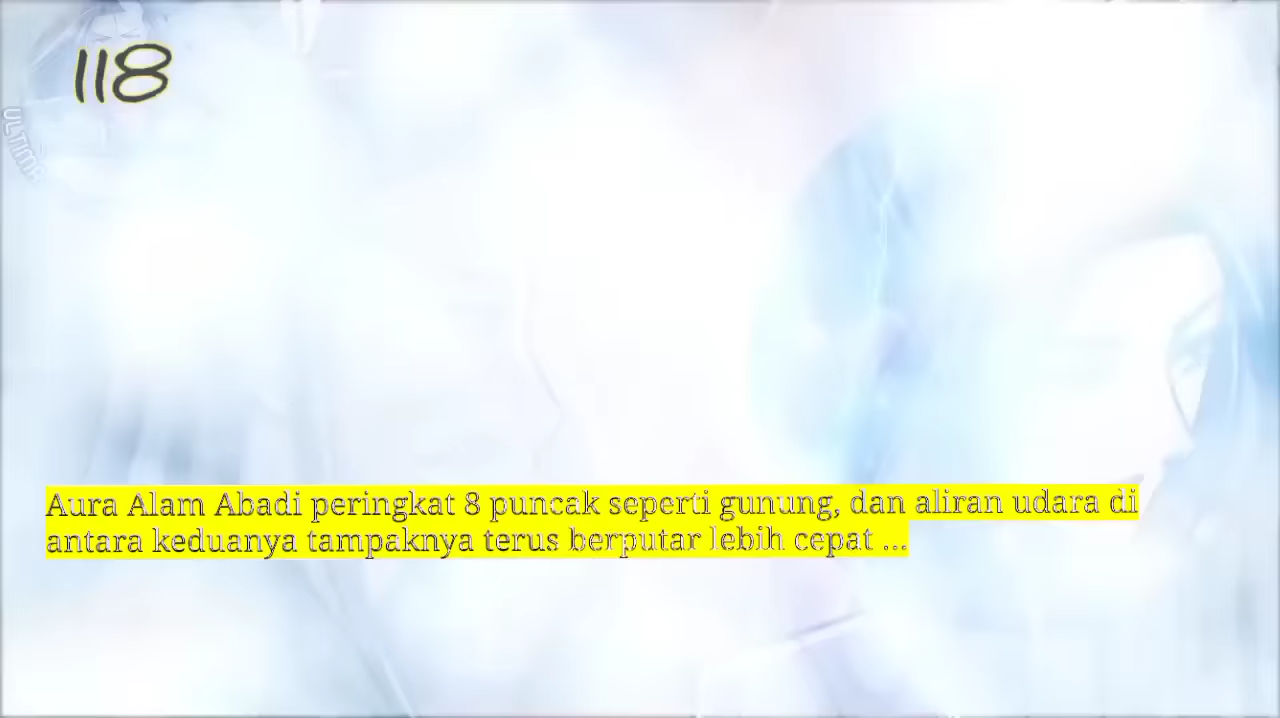 118
ULTIMA
Aura Alam Abadi peringkat 8 puncak seperti gunung, dan aliran udara di
antara keduanya tampaknya terus berputar lebih cepat ...